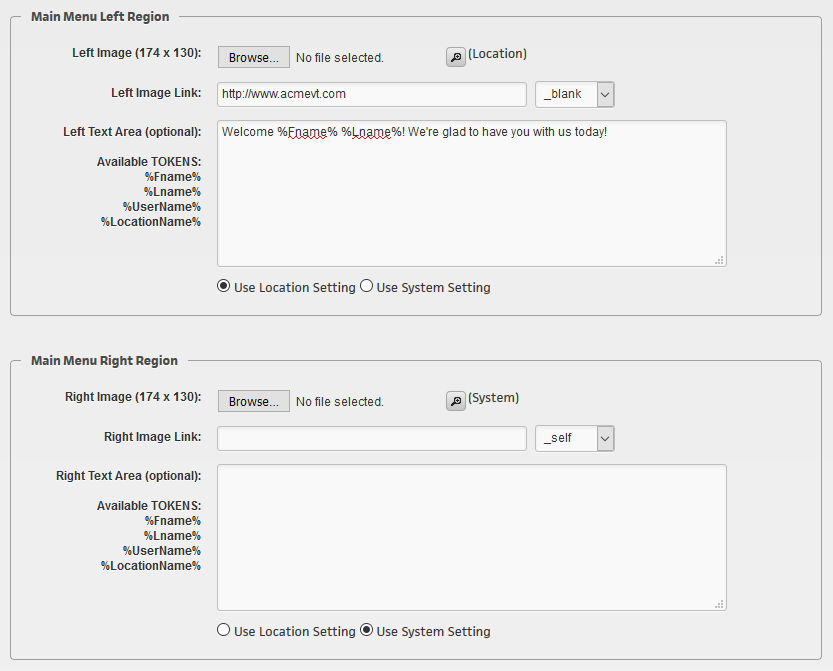 Main Menu Left Region
Left Image (174 x 130): Browse... No file selected. (Location)
Left Image Link: http://www.acmevt.com _blank
Left Text Area (optional): Welcome %Fname% %Lname%! We're glad to have you with us today!
Available TOKENS:
%Fname%
%Lname%
%UserName%
%LocationName%
Use Location Setting Use System Setting
Main Menu Right Region
Right Image (174 x 130): Browse... No file selected. (System)
Right Image Link: _self
Right Text Area (optional):
Available TOKENS:
%Fname%
%Lname%
%UserName%
%LocationName%
Use Location Setting Use System Setting